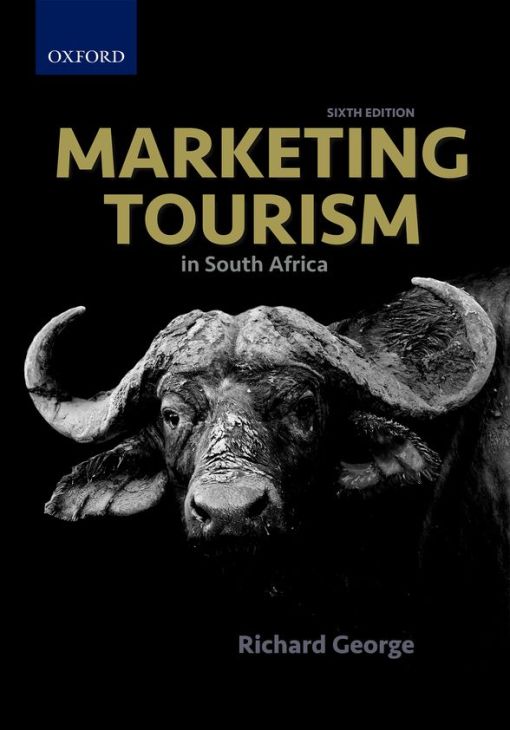 OXFORD
SIXTH EDITION
MARKETING
TOURISM
in South Africa
Richard George